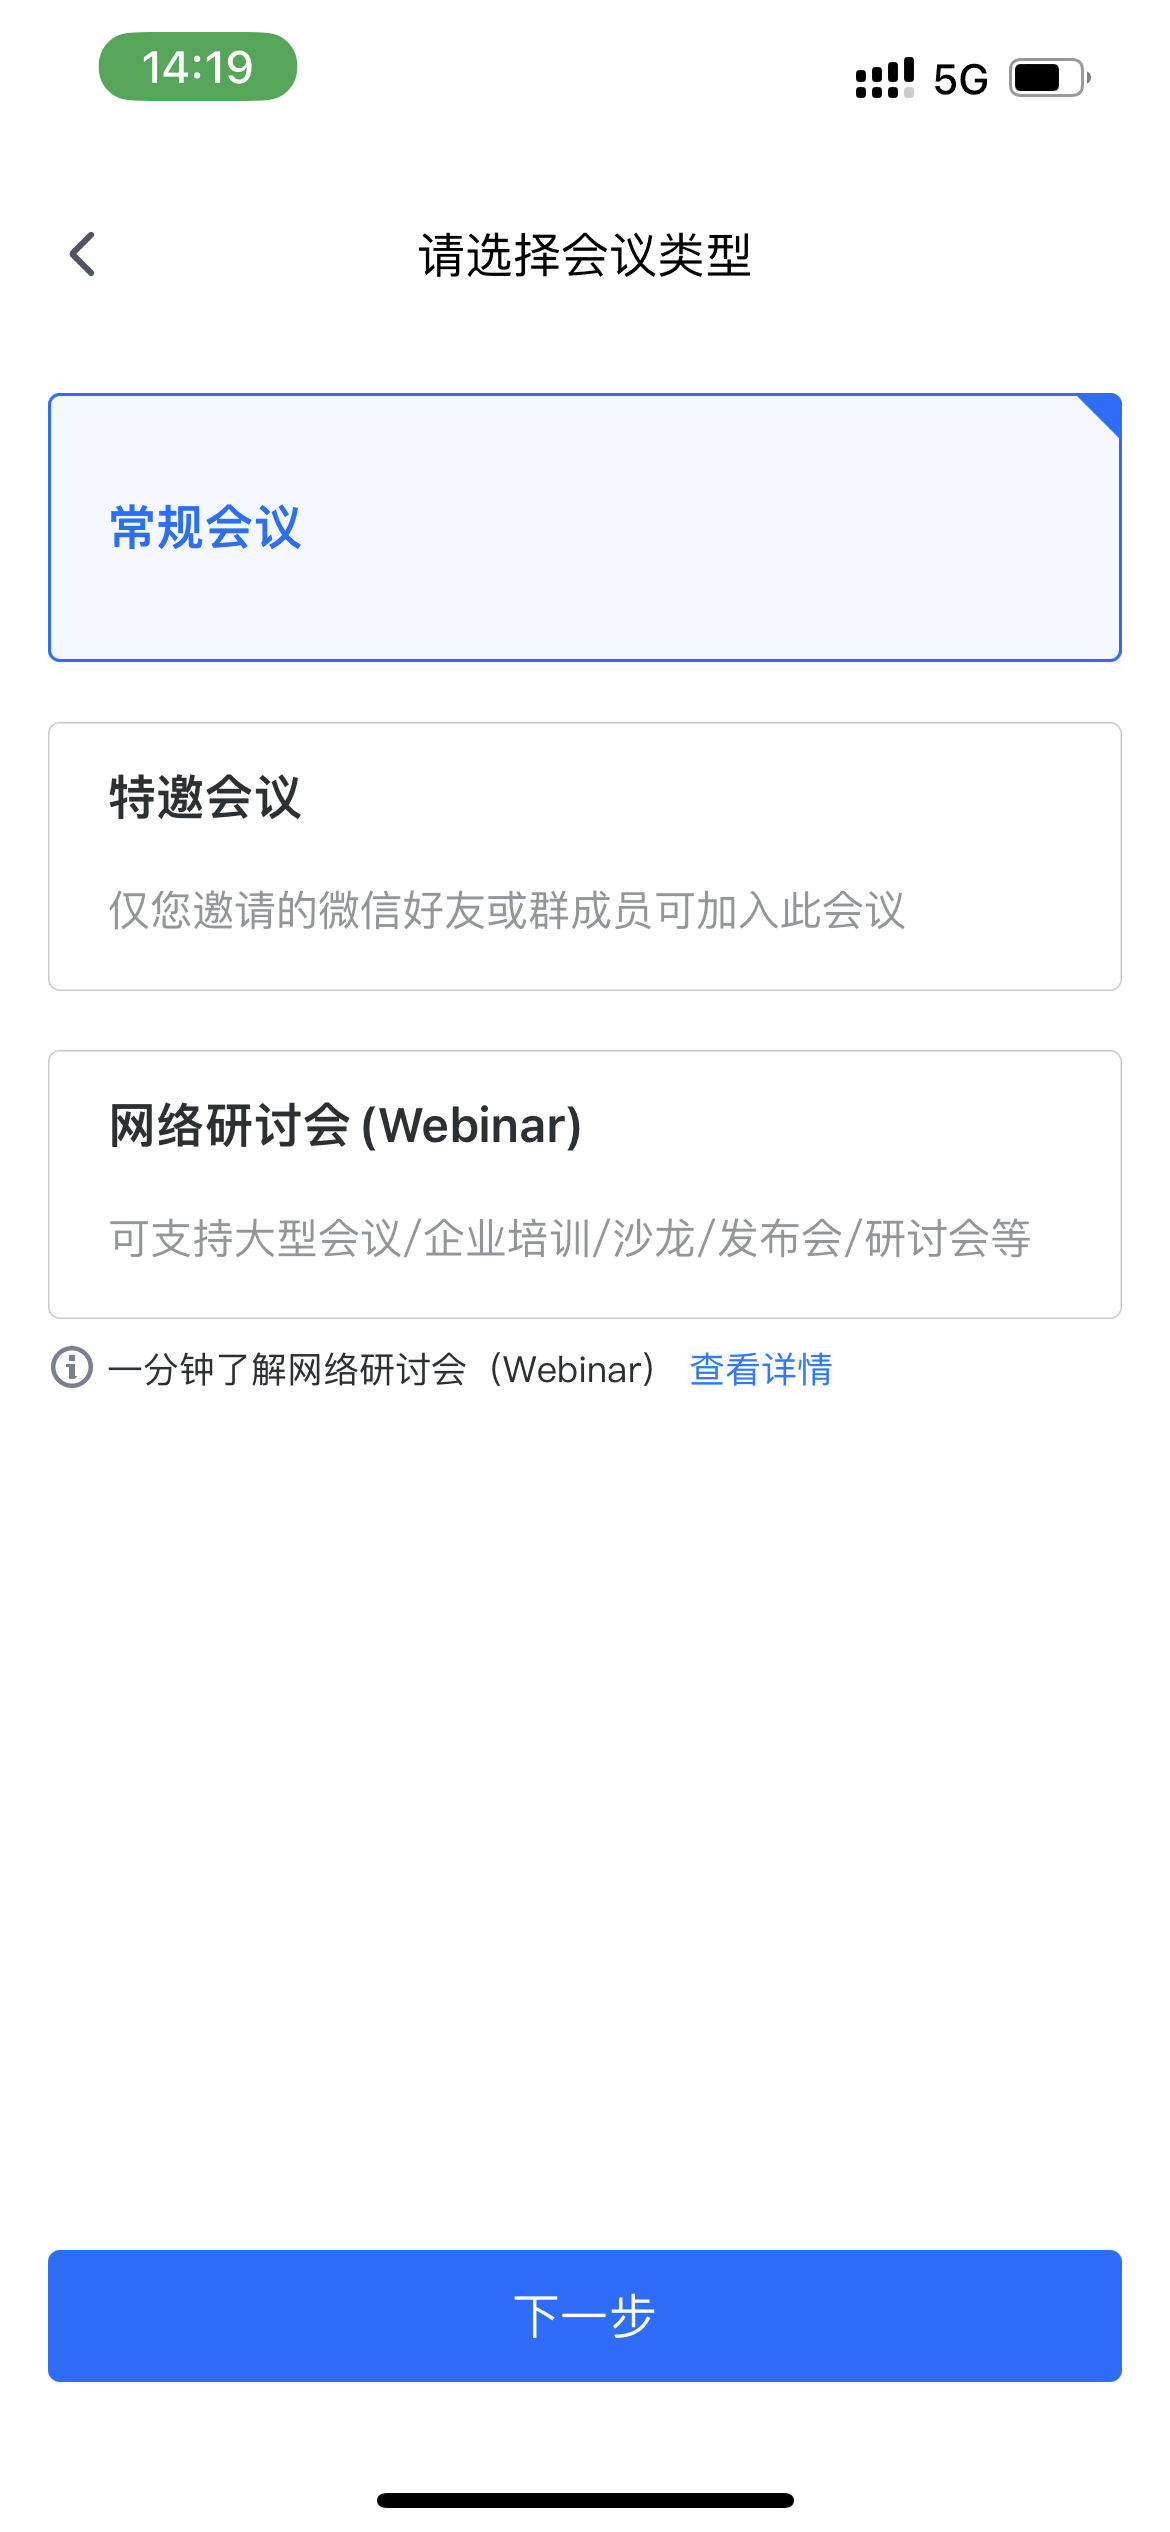 14:19
5G
请选择会议类型
常规会议
特邀会议
仅您邀请的微信好友或群成员可加入此会议
网络研讨会 (Webinar)
可支持大型会议/企业培训/沙龙/发布会/研讨会等
一分钟了解网络研讨会（Webinar） 查看详情
下一步